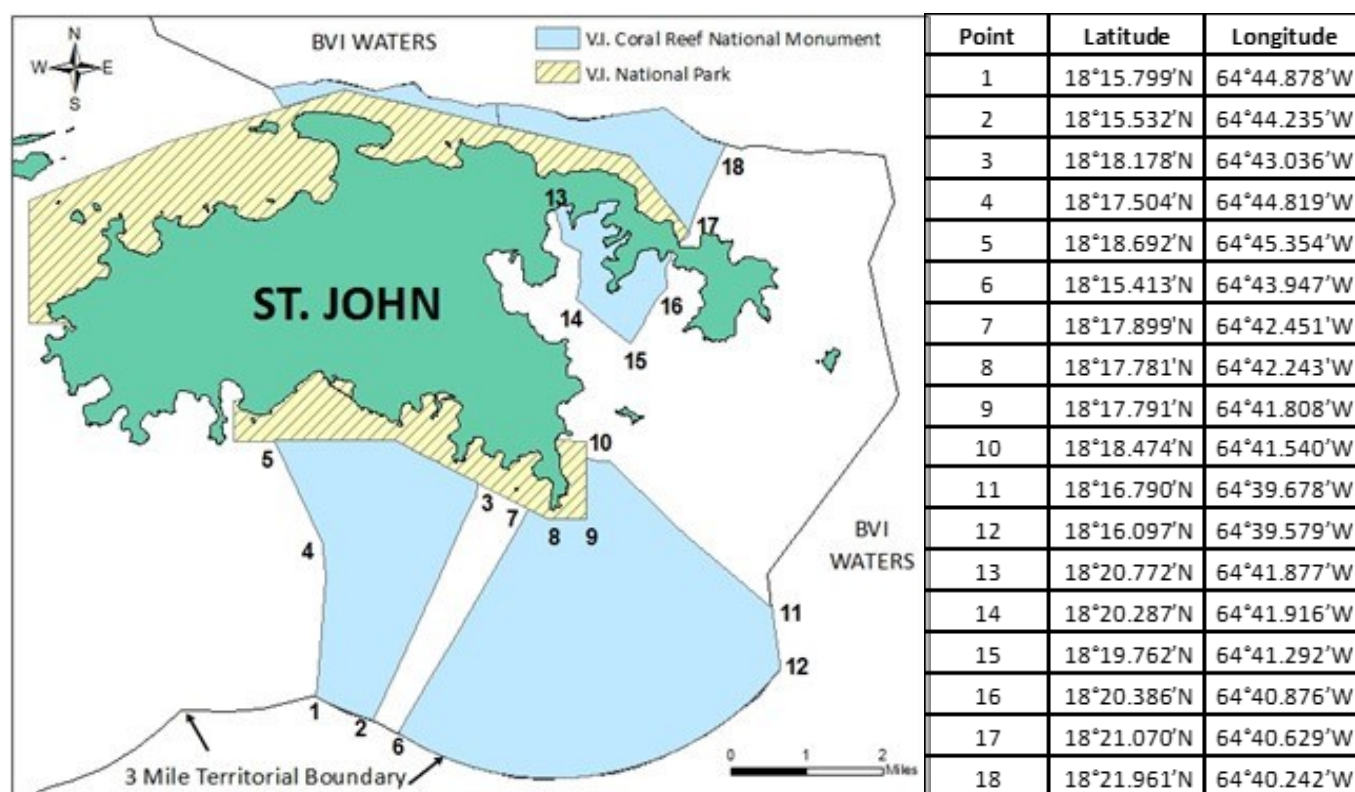 N
W E
S
BVI WATERS
V.I. Coral Reef National Monument
V.I. National Park
18
13
17
ST. JOHN
14
16
15
10
5
3
7
8
9
BVI
WATERS
4
11
12
1
2
6
3 Mile Territorial Boundary
0 1 2
Miles
Point Latitude Longitude
1 18°15.799'N 64°44.878'W
2 18°15.532'N 64°44.235'W
3 18°18.178'N 64°43.036'W
4 18°17.504'N 64°44.819'W
5 18°18.692'N 64°45.354'W
6 18°15.413'N 64°43.947'W
7 18°17.899'N 64°42.451'W
8 18°17.781'N 64°42.243'W
9 18°17.791'N 64°41.808'W
10 18°18.474'N 64°41.540'W
11 18°16.790'N 64°39.678'W
12 18°16.097'N 64°39.579'W
13 18°20.772'N 64°41.877'W
14 18°20.287'N 64°41.916'W
15 18°19.762'N 64°41.292'W
16 18°20.386'N 64°40.876'W
17 18°21.070'N 64°40.629'W
18 18°21.961'N 64°40.242'W